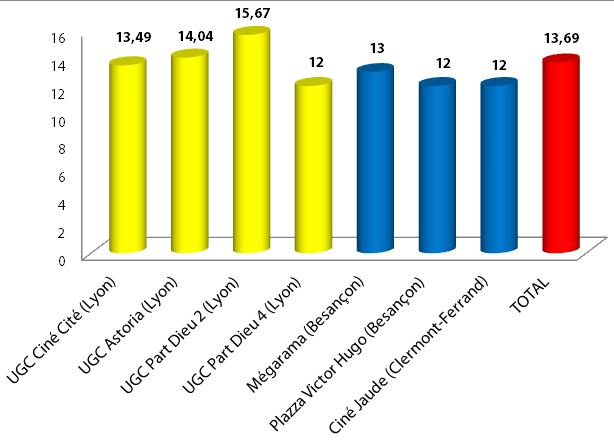 15,67
13,49
14,04
12
13
12
12
13,69
16
14
12
10
8
6
4
2
0
UGC Ciné Cité (Lyon)
UGC Astoria (Lyon)
UGC Part Dieu 2 (Lyon)
UGC Part Dieu 4 (Lyon)
Mégarama (Besançon)
Plazza Victor Hugo (Besançon)
Ciné Jaude (Clermont-Ferrand)
TOTAL